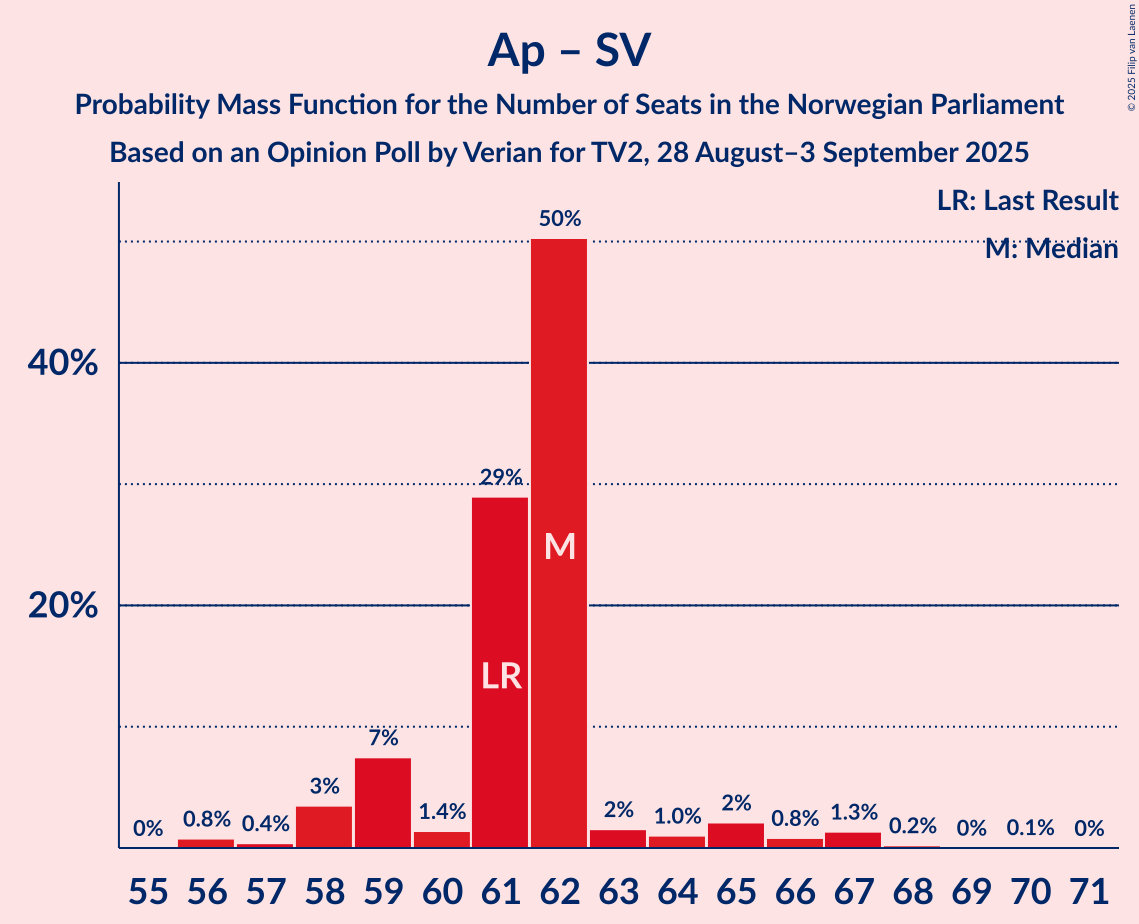 Ap – SV
Probability Mass Function for the Number of Seats in the Norwegian Parliament
Based on an Opinion Poll by Verian for TV2, 28 August–3 September 2025
© 2025 Filip van Laenen
LR: Last Result
M: Median
40%
20%
0%
0.8%
0.4%
3%
7%
1.4%
29%
50%
2%
1.0%
2%
0.8%
1.3%
0.2%
0%
0.1%
0%
LR
M
55 56 57 58 59 60 61 62 63 64 65 66 67 68 69 70 71